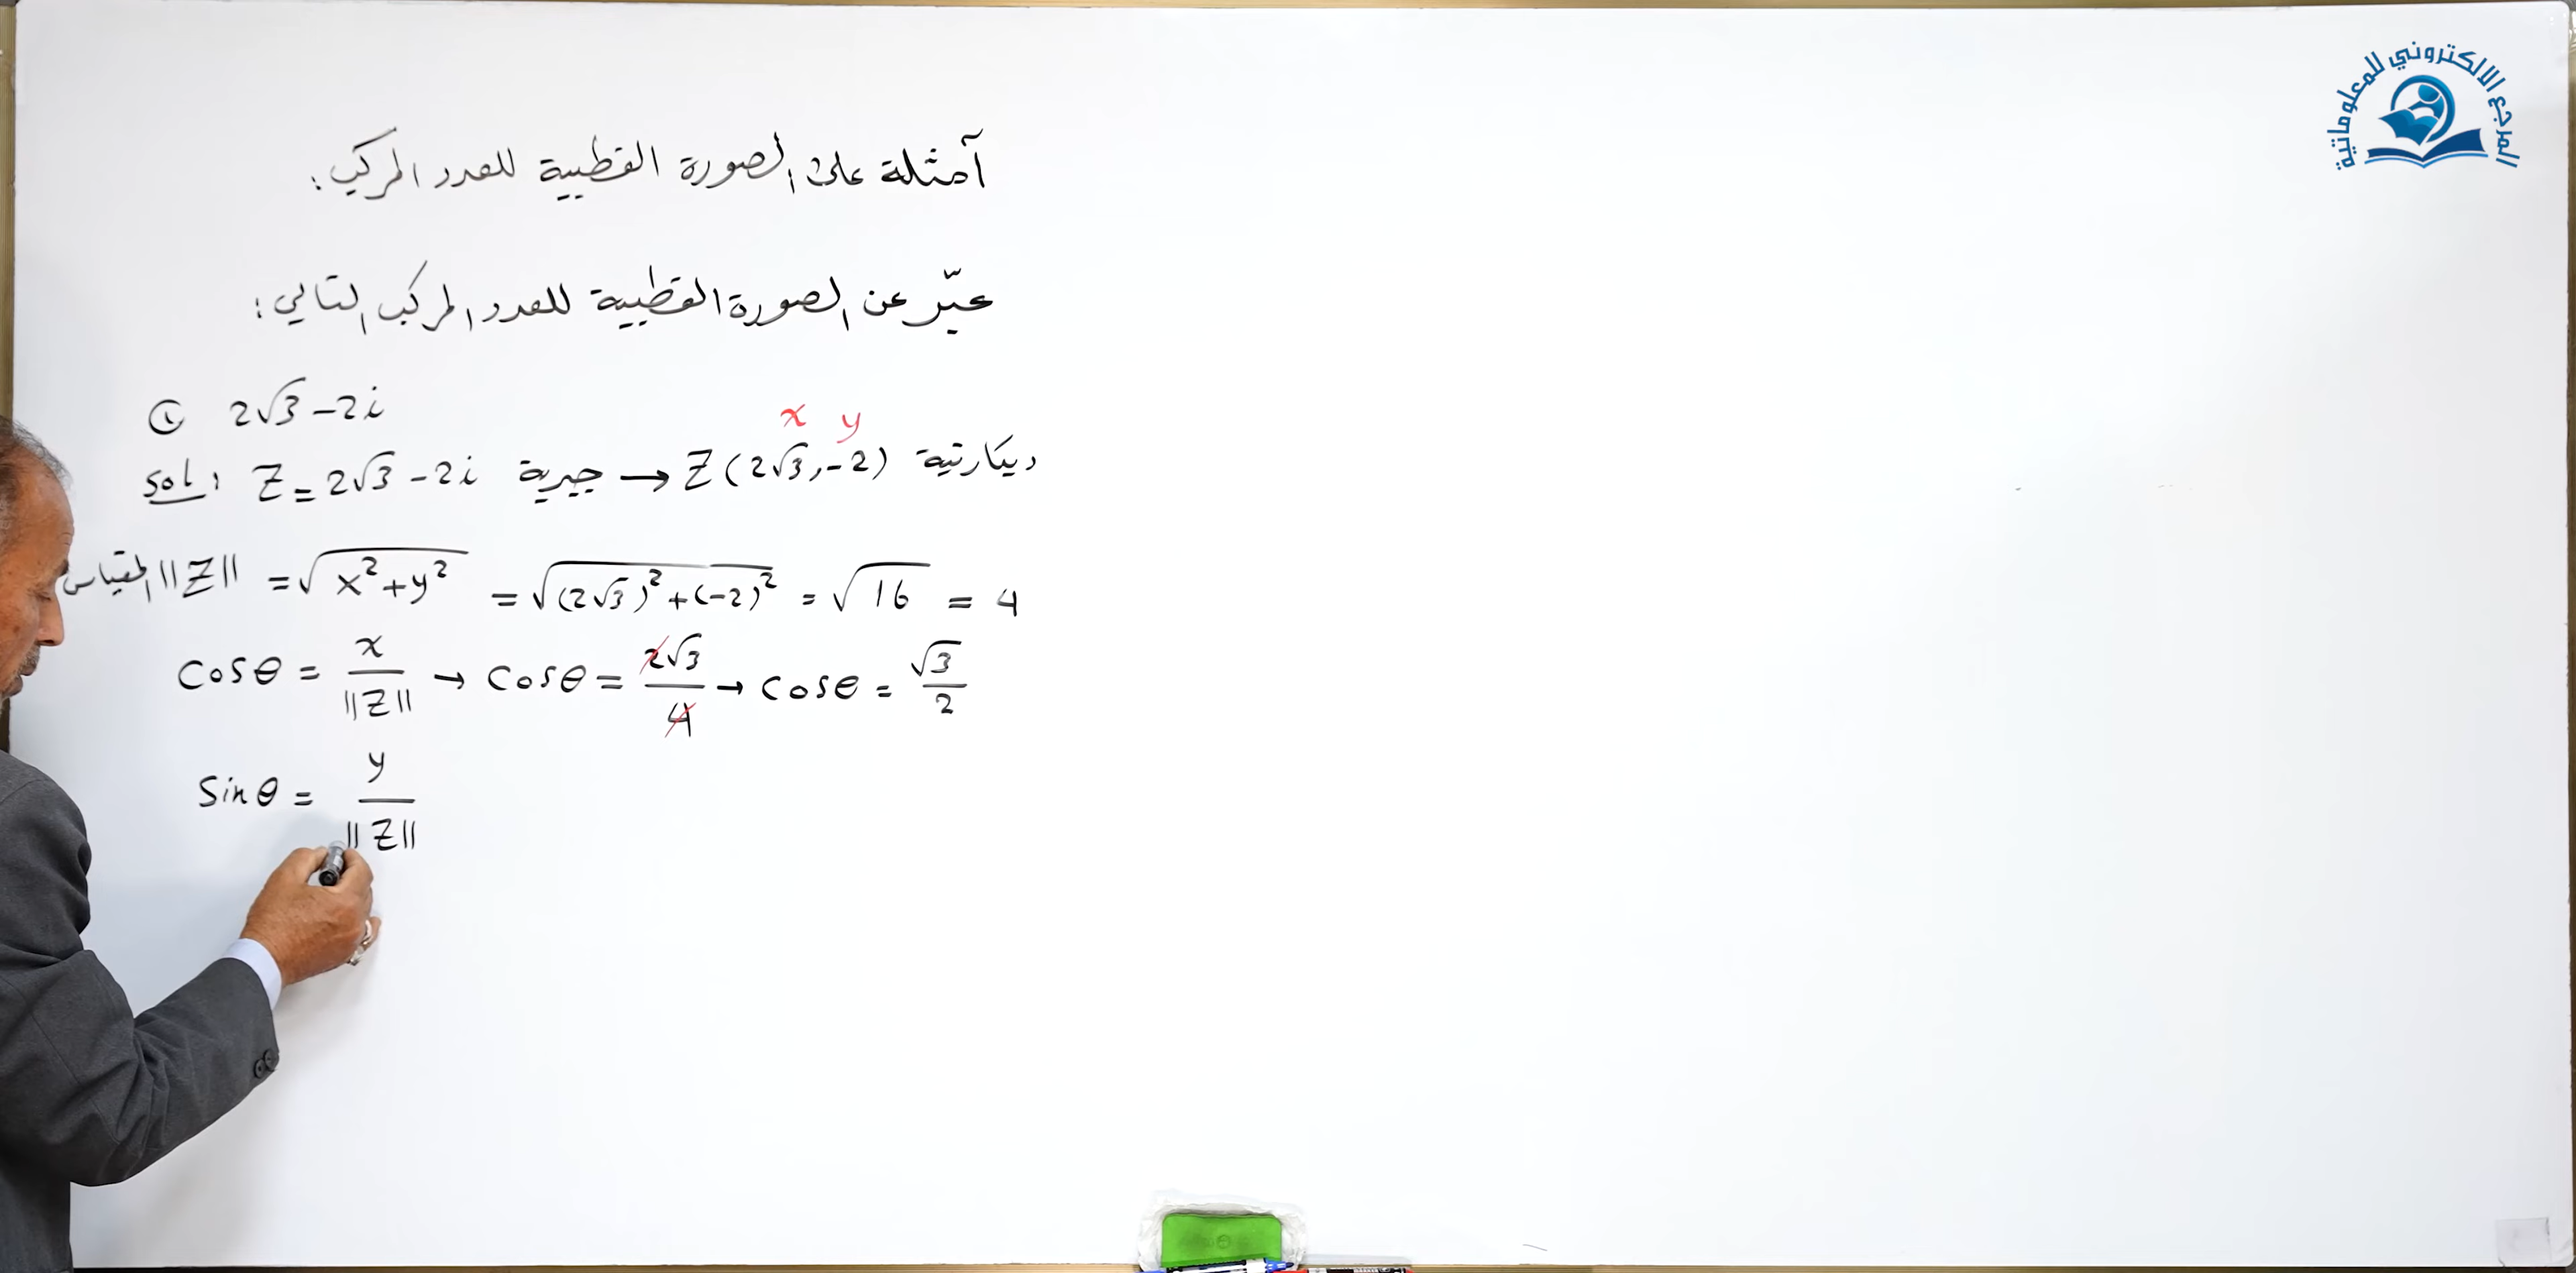 المرجع الالكتروني للمعلوماتية
أمثلة على الصورة القطبية للعدد المركب:
عبّر عن الصورة القطبية للعدد المركب التالي:
① 2√3 - 2i
x y
Sol: Z = 2√3 - 2i جبرية → Z(2√3, -2) ديكارتية
المقياس ||Z|| = √(x²+y²) = √((2√3)²+(-2)²) = √16 = 4
Cosθ = x/||Z|| → Cosθ = 2√3/4 → Cosθ = √3/2
Sinθ = y/||Z||